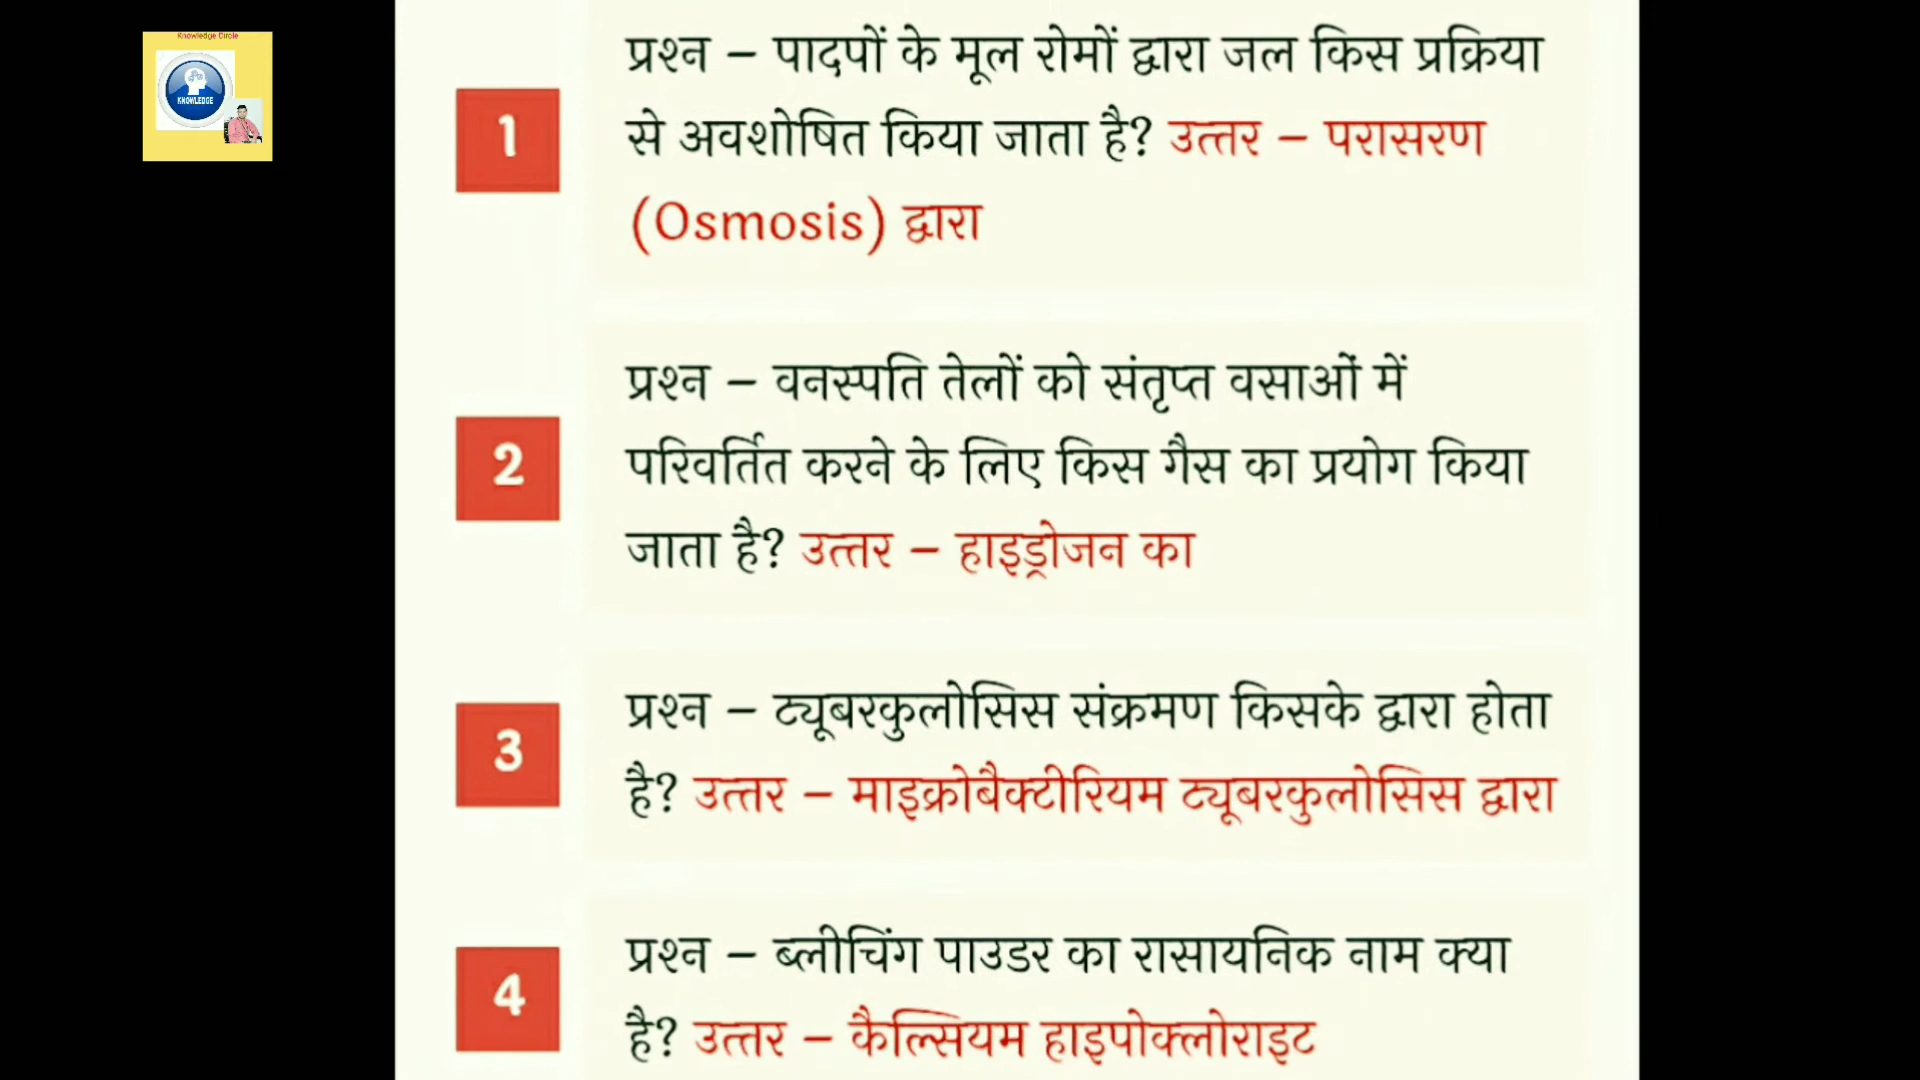 Knowledge Circle
KNOWLEDGE
1
प्रश्न – पादपों के मूल रोमों द्वारा जल किस प्रक्रिया
से अवशोषित किया जाता है? उत्तर – परासरण
(Osmosis) द्वारा
2
प्रश्न – वनस्पति तेलों को संतृप्त वसाओं में
परिवर्तित करने के लिए किस गैस का प्रयोग किया
जाता है? उत्तर – हाइड्रोजन का
3
प्रश्न – ट्यूबरकुलोसिस संक्रमण किसके द्वारा होता
है? उत्तर – माइक्रोबैक्टीरियम ट्यूबरकुलोसिस द्वारा
4
प्रश्न – ब्लीचिंग पाउडर का रासायनिक नाम क्या
है? उत्तर – कैल्सियम हाइपोक्लोराइट